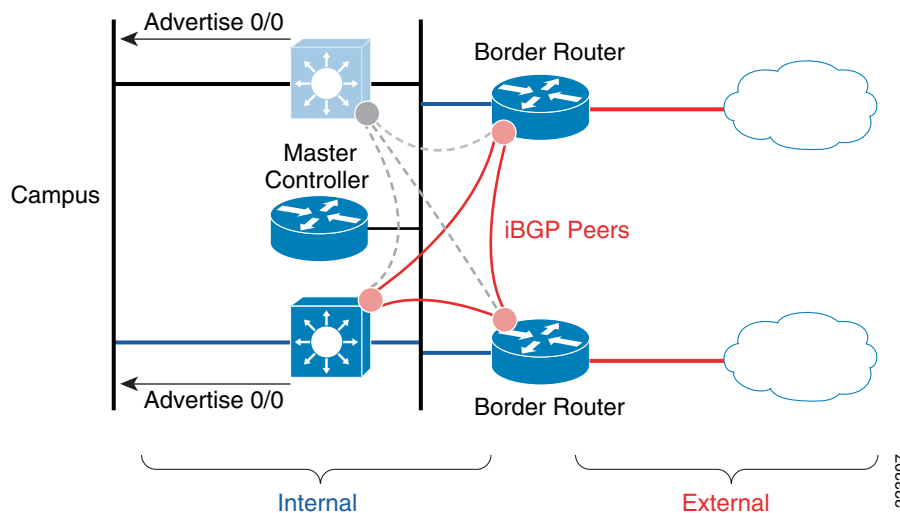 Advertise 0/0
Border Router
Master
Controller
Campus
iBGP Peers
Advertise 0/0
Border Router
Internal
External